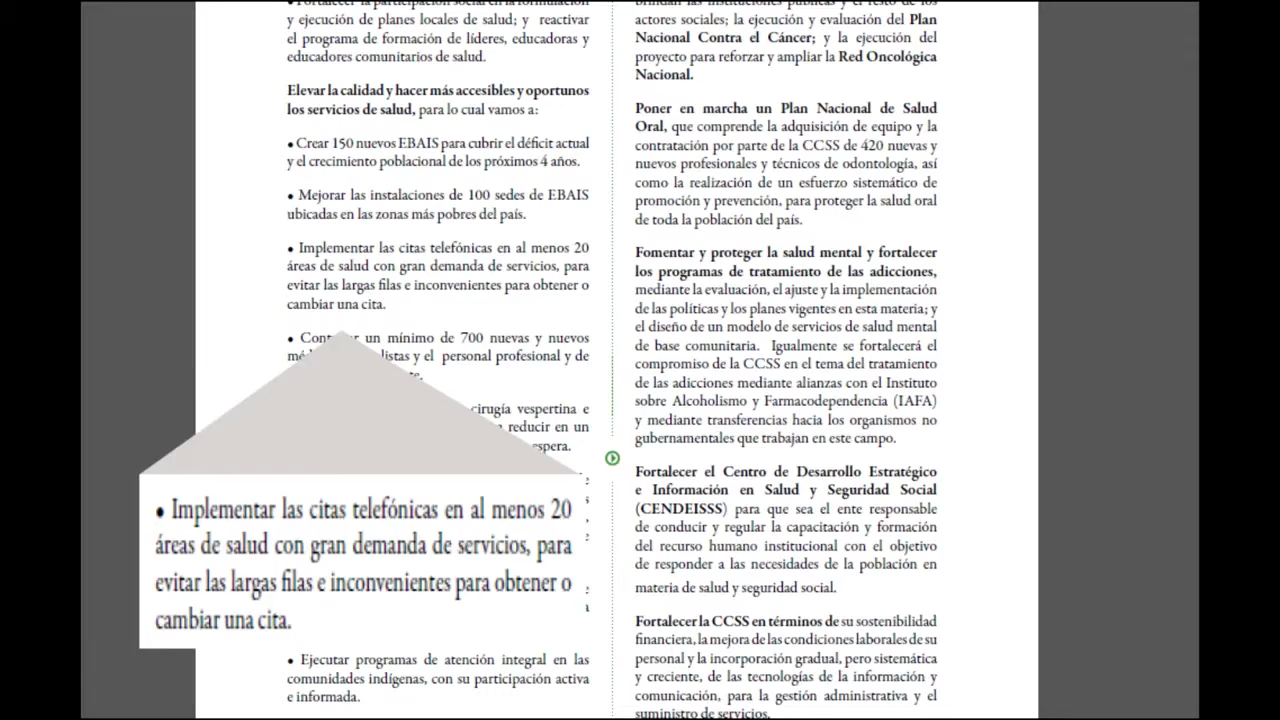 • Fortalecer la participación social en la formulación
y ejecución de planes locales de salud; y reactivar
el programa de formación de líderes, educadoras y
educadores comunitarios de salud.
Elevar la calidad y hacer más accesibles y oportunos
los servicios de salud, para lo cual vamos a:
• Crear 150 nuevos EBAIS para cubrir el déficit actual
y el crecimiento poblacional de los próximos 4 años.
• Mejorar las instalaciones de 100 sedes de EBAIS
ubicadas en las zonas más pobres del país.
• Implementar las citas telefónicas en al menos 20
áreas de salud con gran demanda de servicios, para
evitar las largas filas e inconvenientes para obtener o
cambiar una cita.
• un mínimo de 700 nuevas y nuevos
y el personal profesional y de
cirugía vespertina e
reducir en un
espera.
• Implementar las citas telefónicas en al menos 20
áreas de salud con gran demanda de servicios, para
evitar las largas filas e inconvenientes para obtener o
cambiar una cita.
• Ejecutar programas de atención integral en las
comunidades indígenas, con su participación activa
e informada.
brindan las instituciones públicas y el resto de los
actores sociales; la ejecución y evaluación del Plan
Nacional Contra el Cáncer; y la ejecución del
proyecto para reforzar y ampliar la Red Oncológica
Nacional.
Poner en marcha un Plan Nacional de Salud
Oral, que comprende la adquisición de equipo y la
contratación por parte de la CCSS de 420 nuevas y
nuevos profesionales y técnicos de odontología, así
como la realización de un esfuerzo sistemático de
promoción y prevención, para proteger la salud oral
de toda la población del país.
Fomentar y proteger la salud mental y fortalecer
los programas de tratamiento de las adicciones,
mediante la evaluación, el ajuste y la implementación
de las políticas y los planes vigentes en esta materia; y
el diseño de un modelo de servicios de salud mental
de base comunitaria. Igualmente se fortalecerá el
compromiso de la CCSS en el tema del tratamiento
de las adicciones mediante alianzas con el Instituto
sobre Alcoholismo y Farmacodependencia (IAFA)
y mediante transferencias hacia los organismos no
gubernamentales que trabajan en este campo.
Fortalecer el Centro de Desarrollo Estratégico
e Información en Salud y Seguridad Social
(CENDEISSS) para que sea el ente responsable
de conducir y regular la capacitación y formación
del recurso humano institucional con el objetivo
de responder a las necesidades de la población en
materia de salud y seguridad social.
Fortalecer la CCSS en términos de su sostenibilidad
financiera, la mejora de las condiciones laborales de su
personal y la incorporación gradual, pero sistemática
y creciente, de las tecnologías de la información y
comunicación, para la gestión administrativa y el
suministro de servicios.